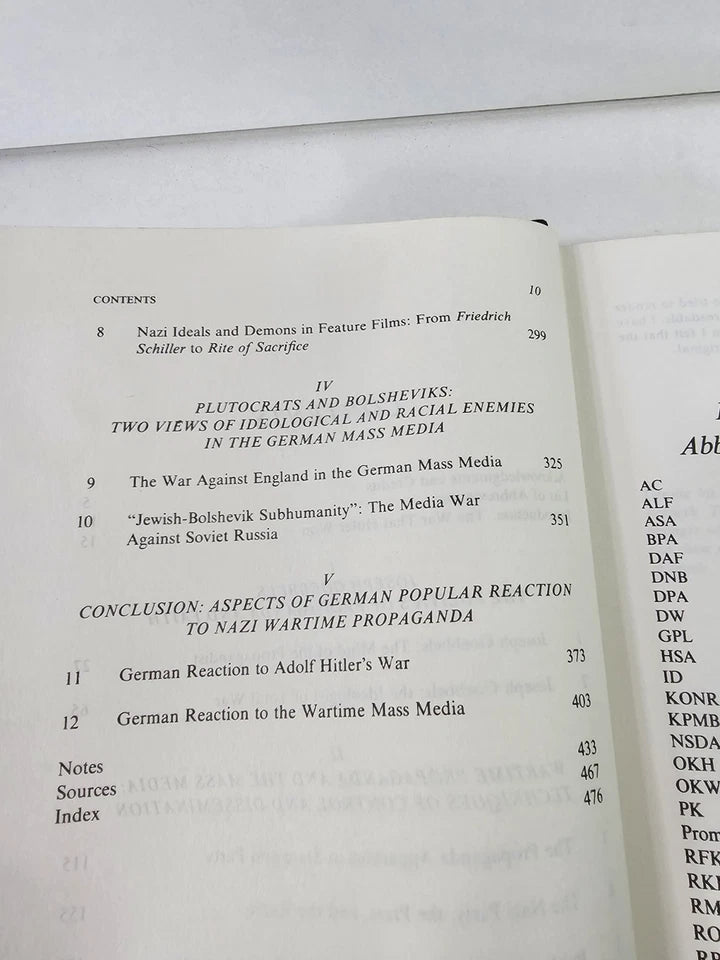 CONTENTS 10
8 Nazi Ideals and Demons in Feature Films: From Friedrich
Schiller to Rite of Sacrifice 299
IV
PLUTOCRATS AND BOLSHEVIKS:
TWO VIEWS OF IDEOLOGICAL AND RACIAL ENEMIES
IN THE GERMAN MASS MEDIA
9 The War Against England in the German Mass Media 325
10 "Jewish-Bolshevik Subhumanity": The Media War
Against Soviet Russia 351
V
CONCLUSION: ASPECTS OF GERMAN POPULAR REACTION
TO NAZI WARTIME PROPAGANDA
11 German Reaction to Adolf Hitler's War 373
12 German Reaction to the Wartime Mass Media 403
Notes 433
Sources 467
Index 476
Abb
AC
ALF
ASA
BPA
DAF
DNB
DPA
DW
GPL
HSA
ID
KONR
KPMB
NSDA
OKH
OKW
PK
Prom
RFK
RKK
RM
RO